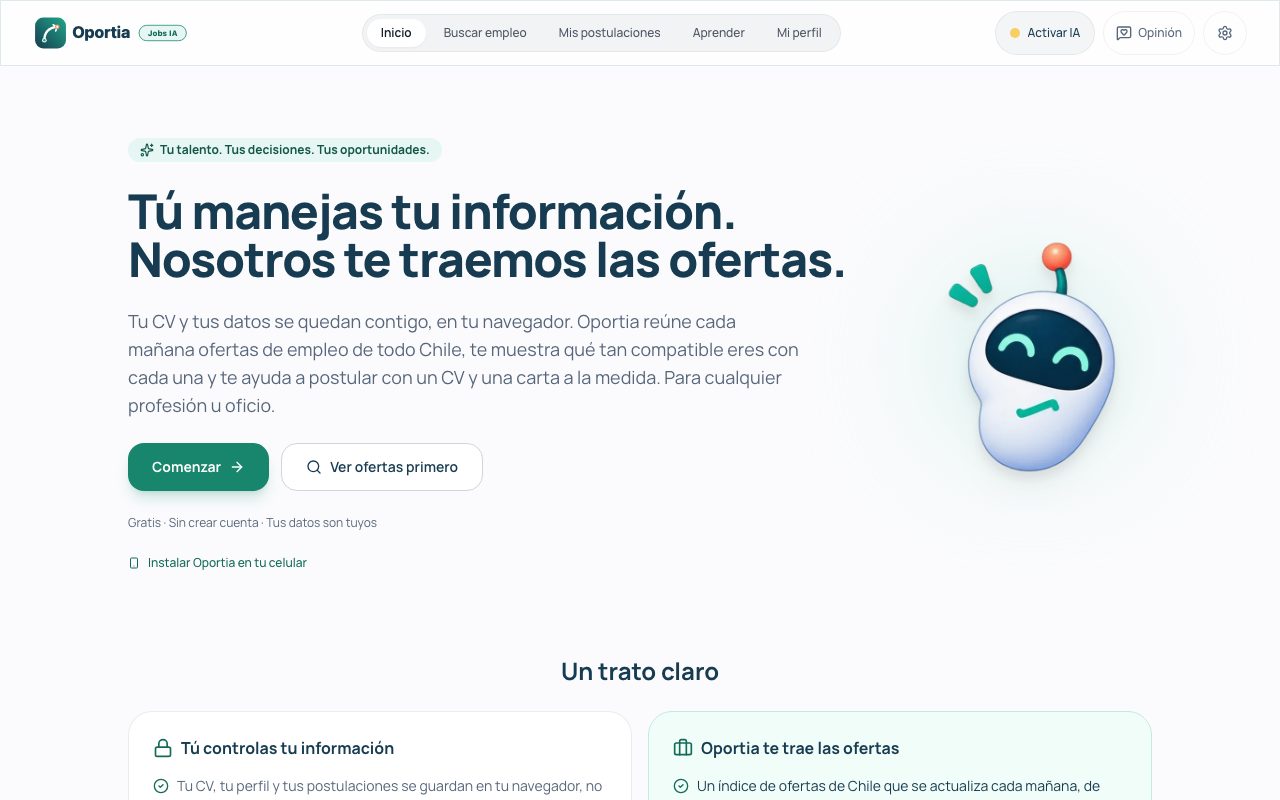 Oportia
Jobs IA
Inicio
Buscar empleo
Mis postulaciones
Aprender
Mi perfil
Activar IA
Opinión
Tu talento. Tus decisiones. Tus oportunidades.
Tú manejas tu información.
Nosotros te traemos las ofertas.
Tu CV y tus datos se quedan contigo, en tu navegador. Oportia reúne cada
mañana ofertas de empleo de todo Chile, te muestra qué tan compatible eres con
cada una y te ayuda a postular con un CV y una carta a la medida. Para cualquier
profesión u oficio.
Comenzar
Ver ofertas primero
Gratis · Sin crear cuenta · Tus datos son tuyos
Instalar Oportia en tu celular
Un trato claro
Tú controlas tu información
Tu CV, tu perfil y tus postulaciones se guardan en tu navegador, no
Oportia te trae las ofertas
Un índice de ofertas de Chile que se actualiza cada mañana, de